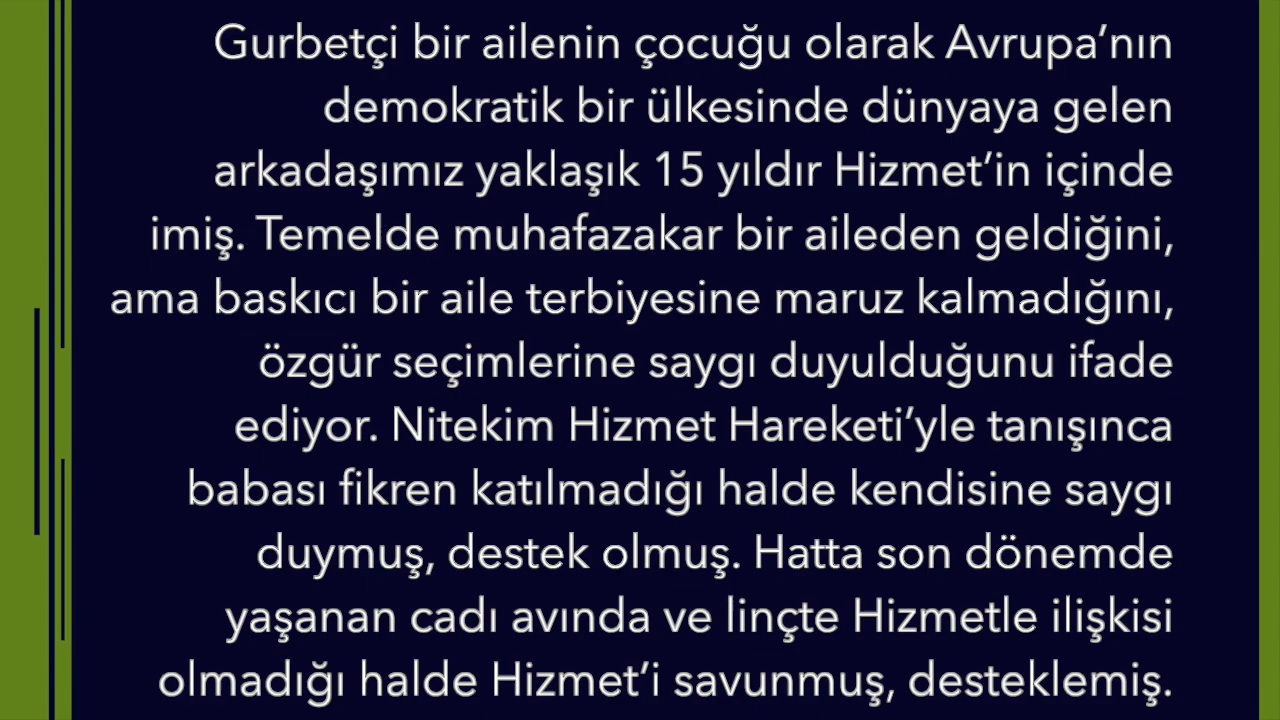 Gurbetçi bir ailenin çocuğu olarak Avrupa’nın
demokratik bir ülkesinde dünyaya gelen
arkadaşımız yaklaşık 15 yıldır Hizmet’in içinde
imiş. Temelde muhafazakar bir aileden geldiğini,
ama baskıcı bir aile terbiyesine maruz kalmadığını,
özgür seçimlerine saygı duyulduğunu ifade
ediyor. Nitekim Hizmet Hareketi’yle tanışınca
babası fikren katılmadığı halde kendisine saygı
duymuş, destek olmuş. Hatta son dönemde
yaşanan cadı avında ve linçte Hizmetle ilişkisi
olmadığı halde Hizmet’i savunmuş, desteklemiş.